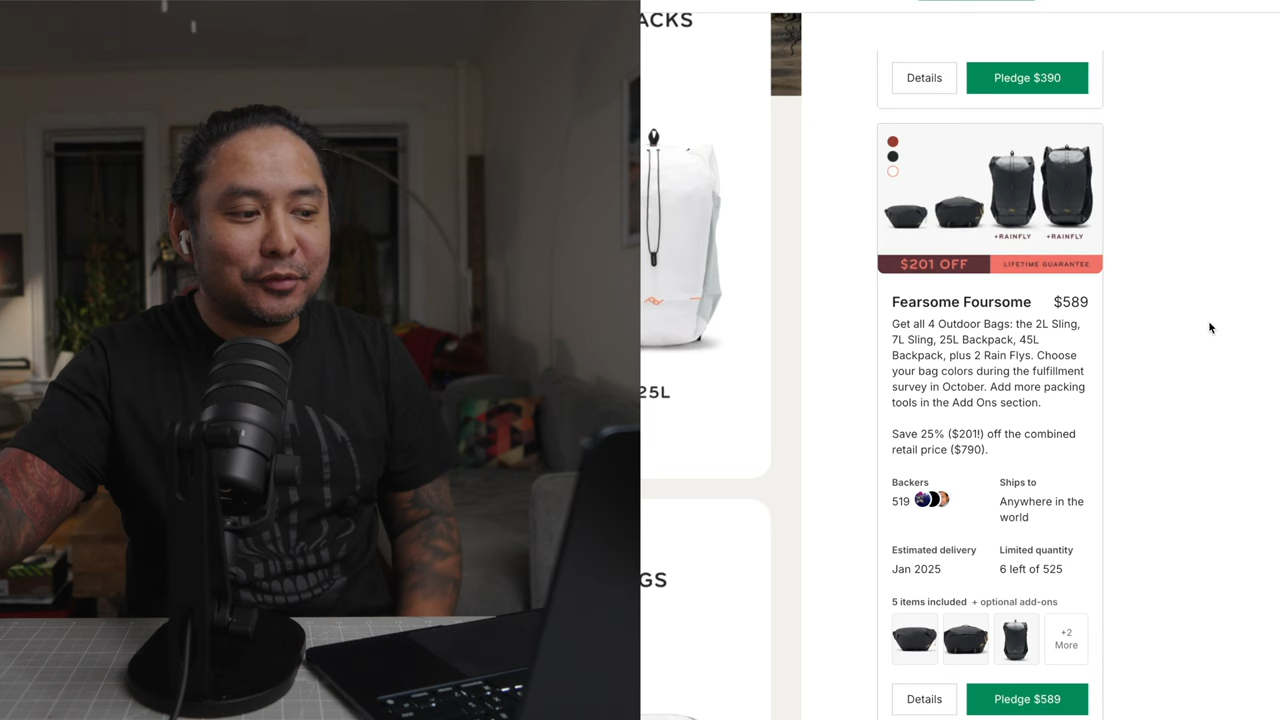 ACKS
25L
GS
Details
Pledge $390
+RAINFLY
+RAINFLY
$201 OFF
LIFETIME GUARANTEE
Fearsome Foursome
$589
Get all 4 Outdoor Bags: the 2L Sling,
7L Sling, 25L Backpack, 45L
Backpack, plus 2 Rain Flys. Choose
your bag colors during the fulfillment
survey in October. Add more packing
tools in the Add Ons section.
Save 25% ($201!) off the combined
retail price ($790).
Backers
519
Ships to
Anywhere in the
world
Estimated delivery
Jan 2025
Limited quantity
6 left of 525
5 items included + optional add-ons
+2
More
Details
Pledge $589